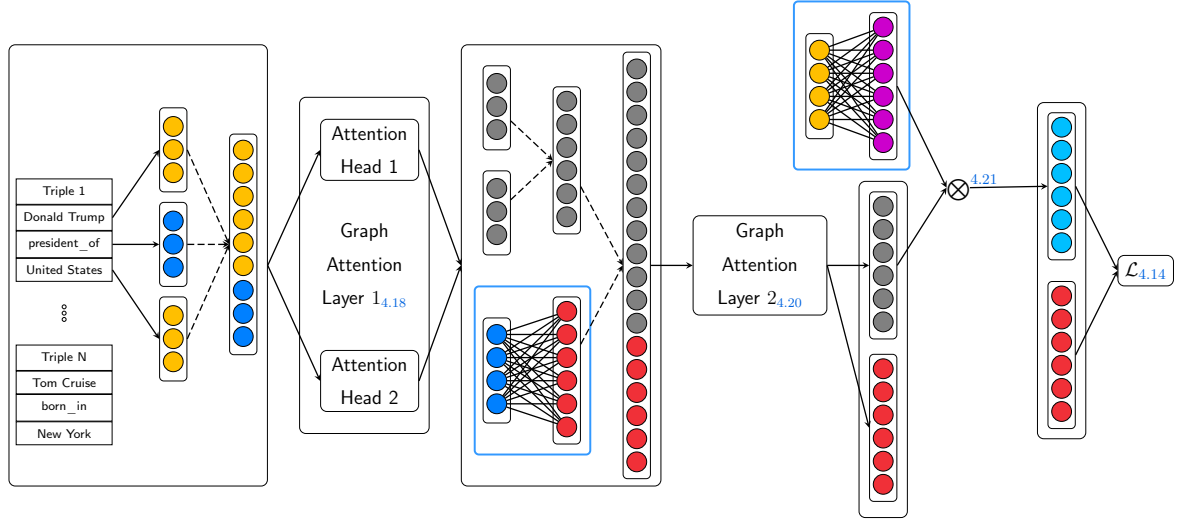 Triple 1
Donald Trump
president_of
United States
Triple N
Tom Cruise
born_in
New York
Attention
Head 1
Graph
Attention
Layer 1 4.18
Attention
Head 2
Graph
Attention
Layer 2 4.20
4.21
ℒ4.14